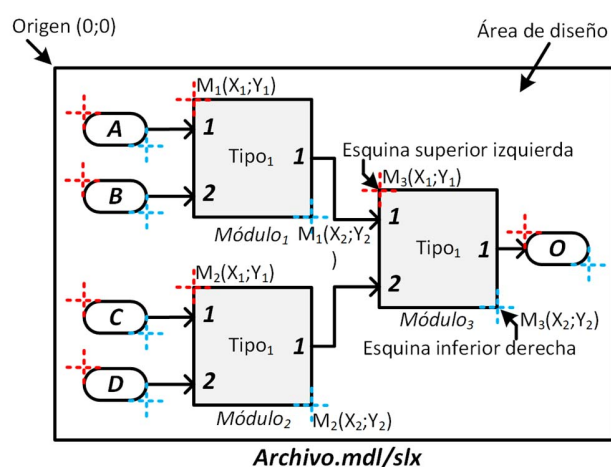 Origen (0;0)
Área de diseño
M₁(X₁;Y₁)
A
1
Tipo₁
1
B
2
Módulo₁
M₁(X₂;Y₂
)
Esquina superior izquierda
M₃(X₁;Y₁)
1
Tipo₁
1
O
2
Módulo₃
M₃(X₂;Y₂)
Esquina inferior derecha
M₂(X₁;Y₁)
C
1
Tipo₁
1
D
2
Módulo₂
M₂(X₂;Y₂)
Archivo.mdl/slx